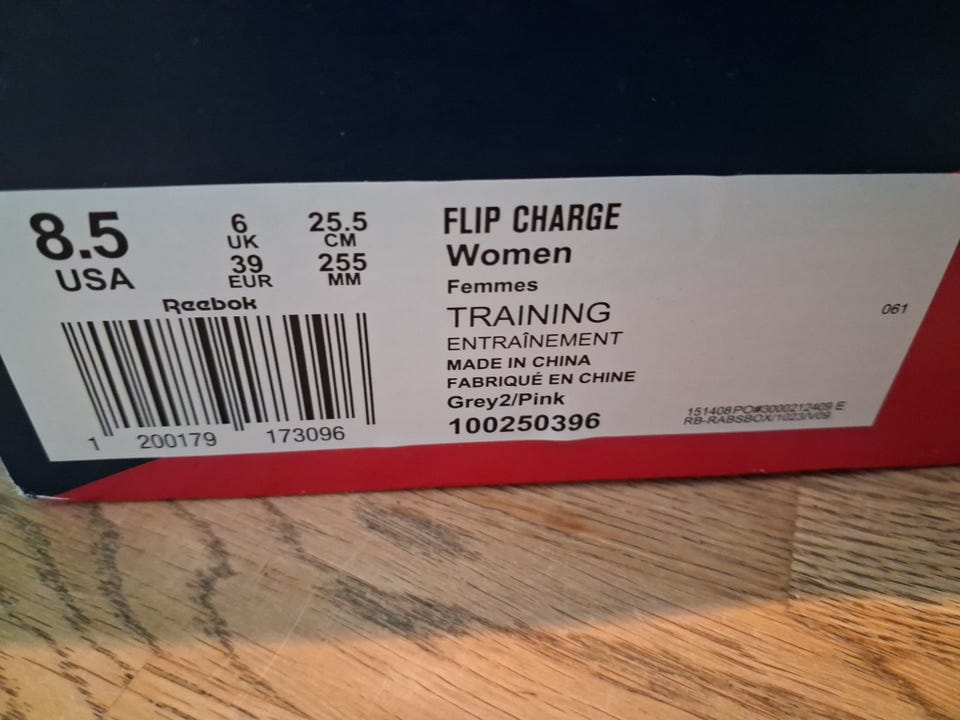 8.5
USA
6
UK
39
EUR
25.5
CM
255
MM
Reebok
1 200179 173096
FLIP CHARGE
Women
Femmes
TRAINING
ENTRAÎNEMENT
MADE IN CHINA
FABRIQUÉ EN CHINE
Grey2/Pink
100250396
061
151408 PO#3000212409 E
RB-RABSBOX/1023/V09